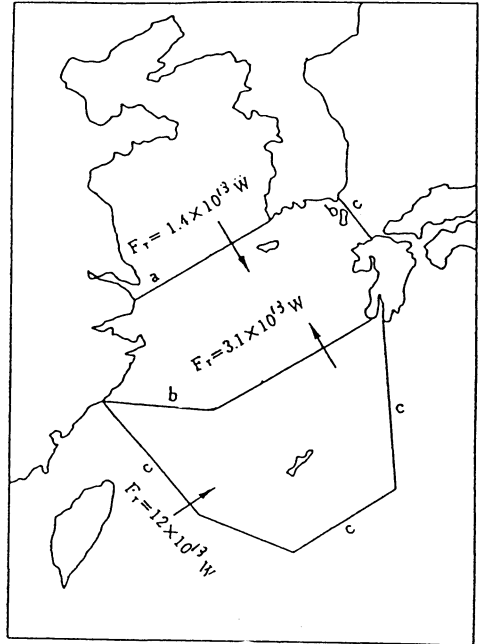 F_T = 1.4×10^13 W
a
b
c
F_T = 3.1×10^13 W
b
c
c
F_T = 12×10^13 W
c